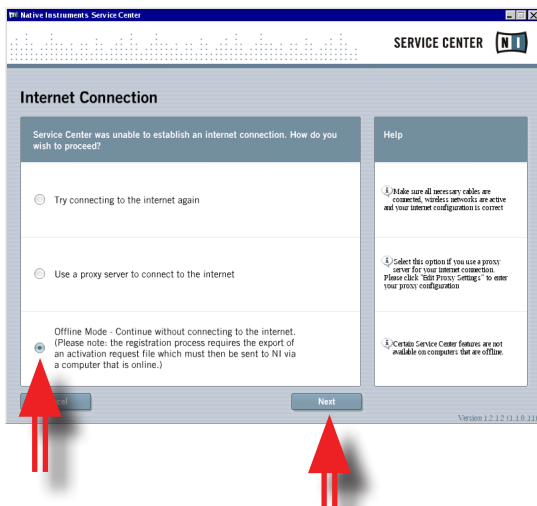 Native Instruments Service Center
SERVICE CENTER NI
Internet Connection
Service Center was unable to establish an internet connection. How do you
wish to proceed?
Help
Try connecting to the internet again
Make sure all necessary cables are
connected, wireless networks are active
and your internet configuration is correct
Use a proxy server to connect to the internet
Select this option if you use a proxy
server for your internet connection.
Please click "Edit Proxy Settings" to enter
your proxy configuration
Offline Mode - Continue without connecting to the internet.
(Please note: the registration process requires the export of
an activation request file which must then be sent to NI via
a computer that is online.)
Certain Service Center features are not
available on computers that are offline.
Next
Version 1.2.1.2